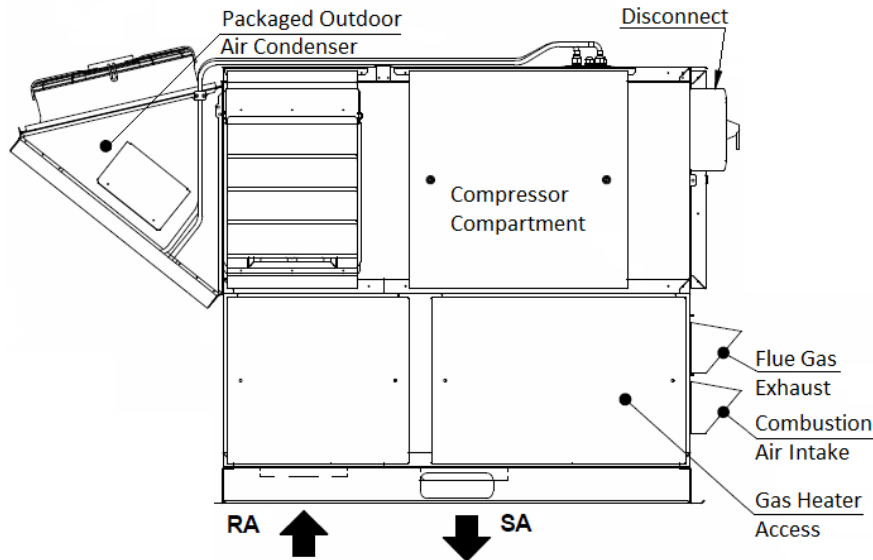 Packaged Outdoor
Air Condenser
Disconnect
Compressor
Compartment
Flue Gas
Exhaust
Combustion
Air Intake
Gas Heater
Access
RA
SA